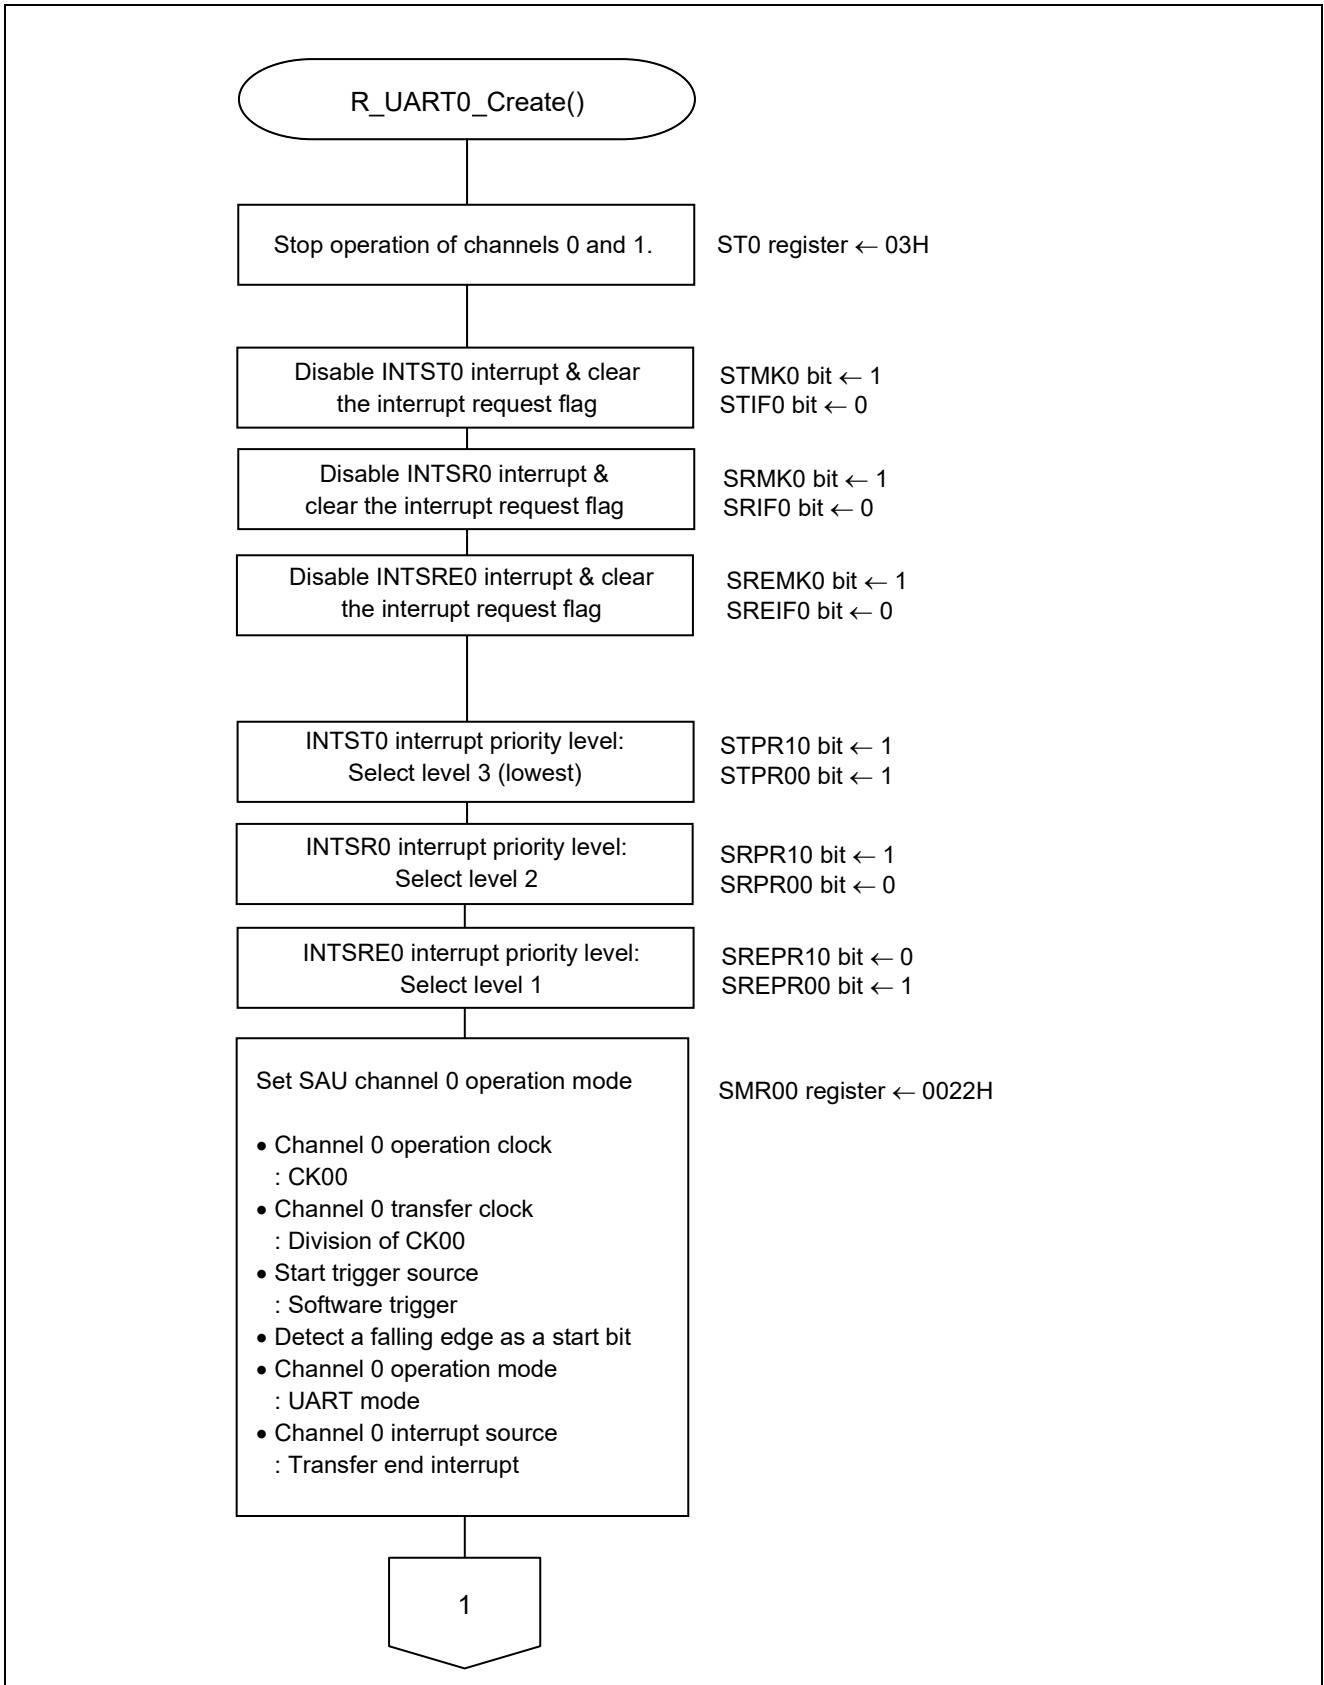 R_UART0_Create()
Stop operation of channels 0 and 1.
ST0 register ← 03H
Disable INTST0 interrupt & clear
the interrupt request flag
STMK0 bit ← 1
STIF0 bit ← 0
Disable INTSR0 interrupt &
clear the interrupt request flag
SRMK0 bit ← 1
SRIF0 bit ← 0
Disable INTSRE0 interrupt & clear
the interrupt request flag
SREMK0 bit ← 1
SREIF0 bit ← 0
INTST0 interrupt priority level:
Select level 3 (lowest)
STPR10 bit ← 1
STPR00 bit ← 1
INTSR0 interrupt priority level:
Select level 2
SRPR10 bit ← 1
SRPR00 bit ← 0
INTSRE0 interrupt priority level:
Select level 1
SREPR10 bit ← 0
SREPR00 bit ← 1
Set SAU channel 0 operation mode
SMR00 register ← 0022H
• Channel 0 operation clock
: CK00
• Channel 0 transfer clock
: Division of CK00
• Start trigger source
: Software trigger
• Detect a falling edge as a start bit
• Channel 0 operation mode
: UART mode
• Channel 0 interrupt source
: Transfer end interrupt
1